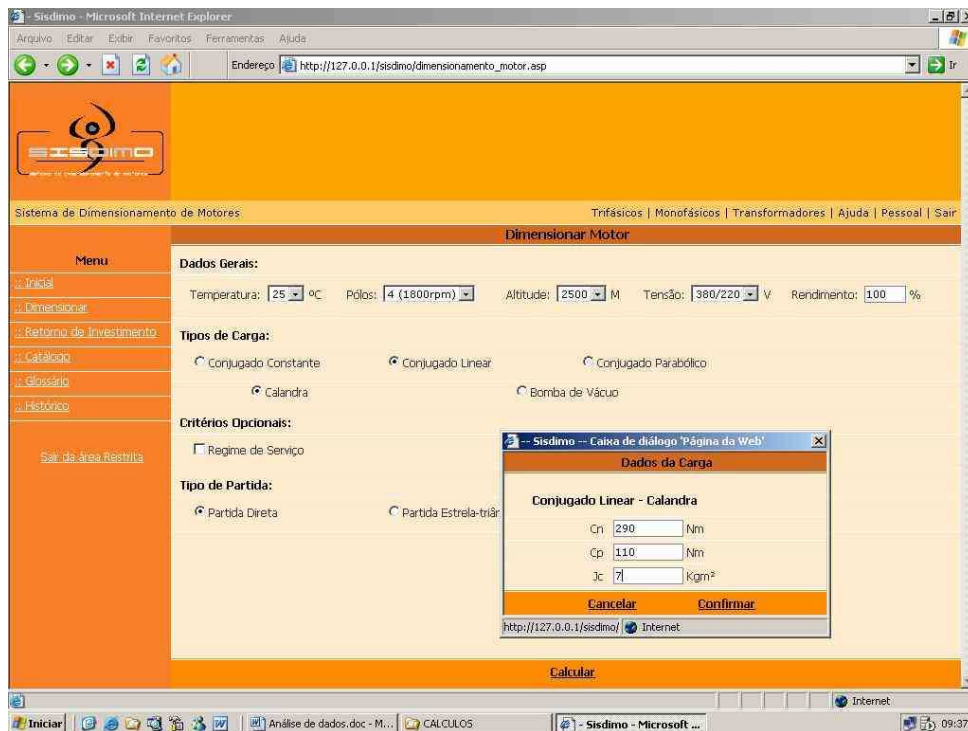 - Sisdimo - Microsoft Internet Explorer
Arquivo Editar Exibir Favoritos Ferramentas Ajuda
Endereço http://127.0.0.1/sisdimo/dimensionamento_motor.asp Ir
SISDIMO
Sistema de Dimensionamento de Motores Trifásicos | Monofásicos | Transformadores | Ajuda | Pessoal | Sair
Dimensionar Motor
Menu
:: Inicial
:: Dimensionar
:: Retorno de Investimento
:: Catálogo
:: Glossário
:: Histórico
Sair da área Restrita
Dados Gerais:
Temperatura: 25 ºC Pólos: 4 (1800rpm) Altitude: 2500 M Tensão: 380/220 V Rendimento: 100 %
Tipos de Carga:
Conjugado Constante Conjugado Linear Conjugado Parabólico
Calandra Bomba de Vácuo
Critérios Opcionais:
Regime de Serviço
Tipo de Partida:
Partida Direta Partida Estrela-triân
-- Sisdimo -- Caixa de diálogo 'Página da Web'
Dados da Carga
Conjugado Linear - Calandra
Cn 290 Nm
Cp 110 Nm
Jc 7 Kgm²
Cancelar Confirmar
http://127.0.0.1/sisdimo/ Internet
Calcular
Internet
Iniciar Análise de dados.doc - M... CALCULOS - Sisdimo - Microsoft ... 09:37